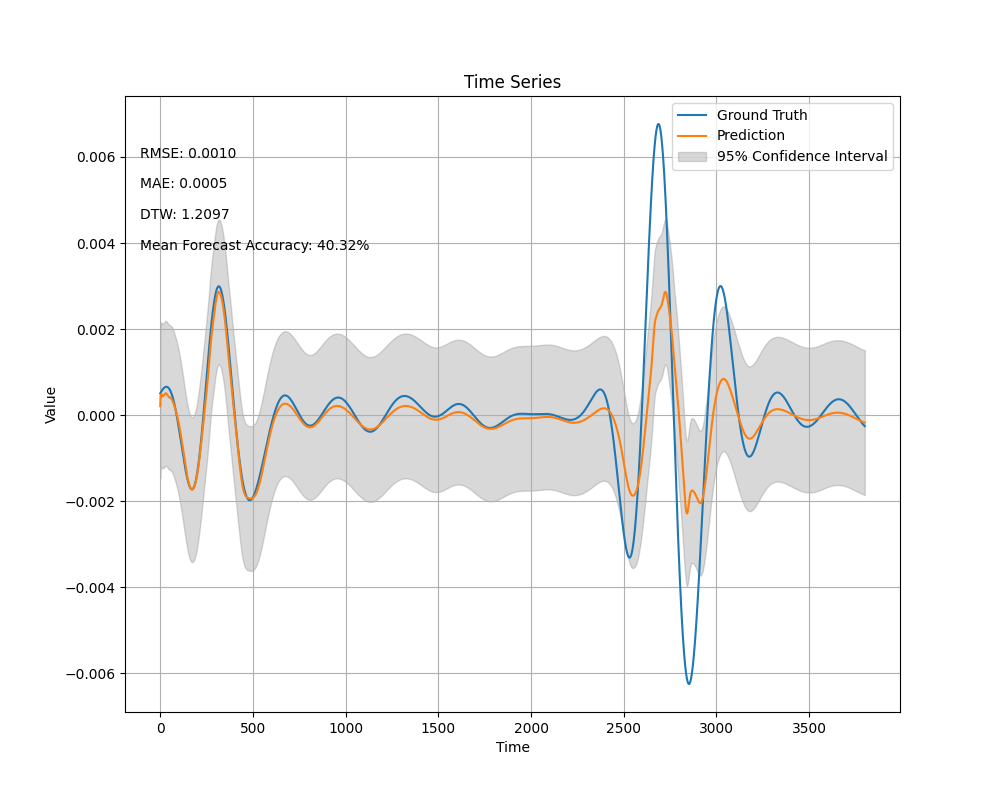 Time Series
Ground Truth
Prediction
95% Confidence Interval
RMSE: 0.0010
MAE: 0.0005
DTW: 1.2097
Mean Forecast Accuracy: 40.32%
Value
0.006
0.004
0.002
0.000
−0.002
−0.004
−0.006
0 500 1000 1500 2000 2500 3000 3500
Time